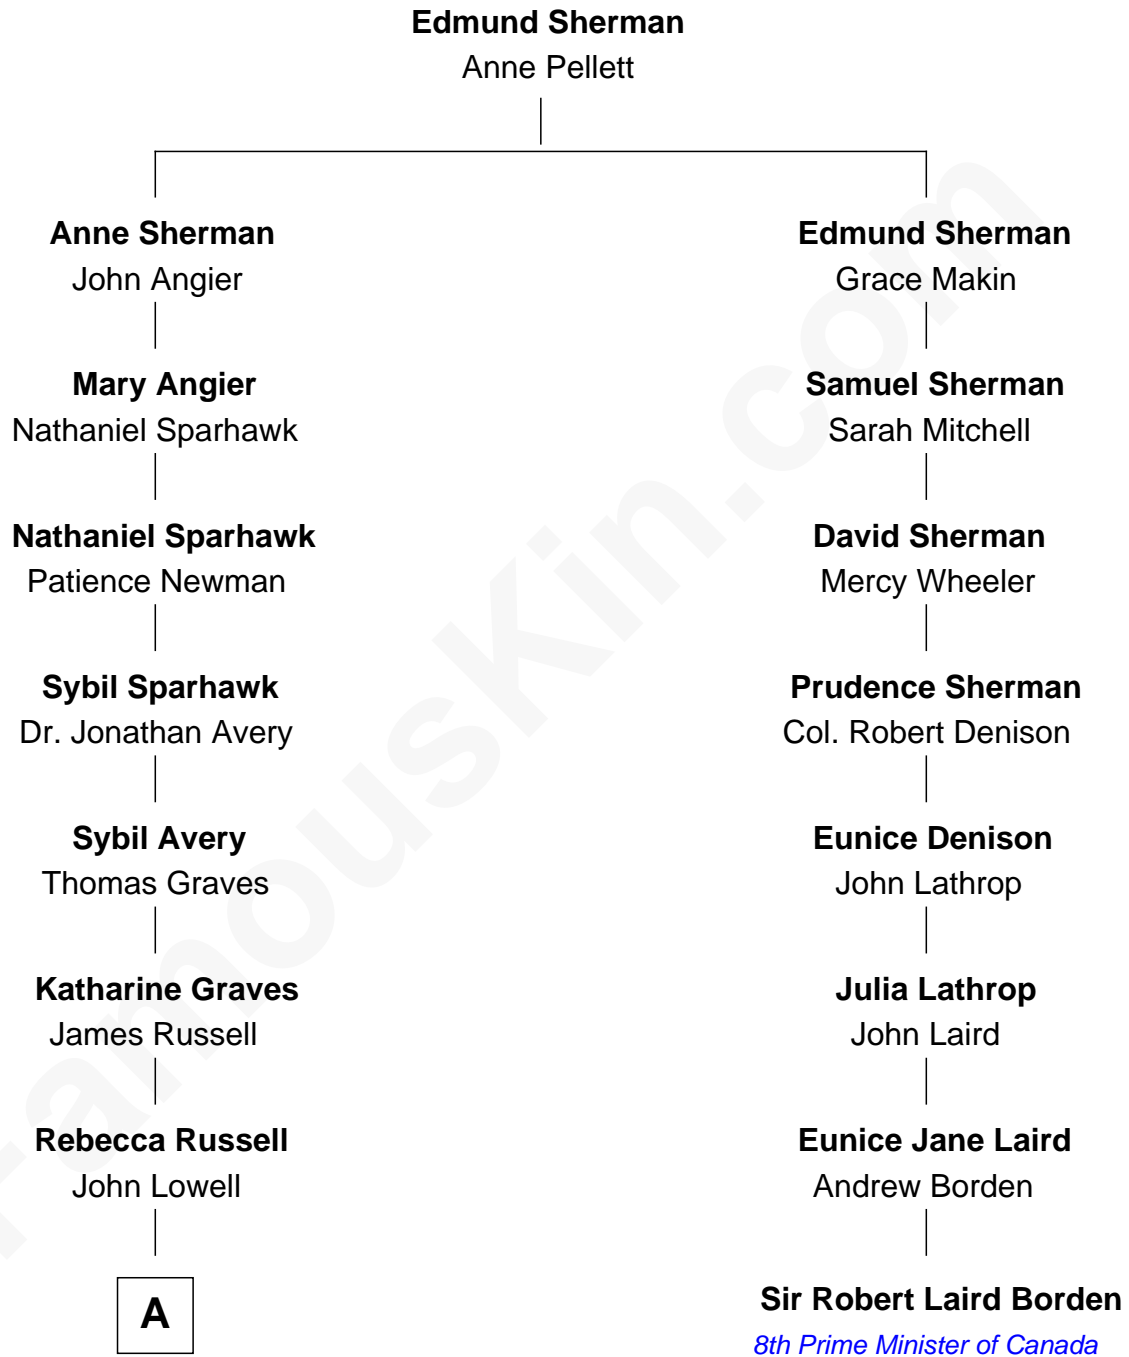 Edmund Sherman
Anne Pellett
Anne Sherman
John Angier
Edmund Sherman
Grace Makin
Mary Angier
Nathaniel Sparhawk
Samuel Sherman
Sarah Mitchell
Nathaniel Sparhawk
Patience Newman
David Sherman
Mercy Wheeler
Sybil Sparhawk
Dr. Jonathan Avery
Prudence Sherman
Col. Robert Denison
Sybil Avery
Thomas Graves
Eunice Denison
John Lathrop
Katharine Graves
James Russell
Julia Lathrop
John Laird
Rebecca Russell
John Lowell
Eunice Jane Laird
Andrew Borden
A
Sir Robert Laird Borden
8th Prime Minister of Canada
FamousKin.com